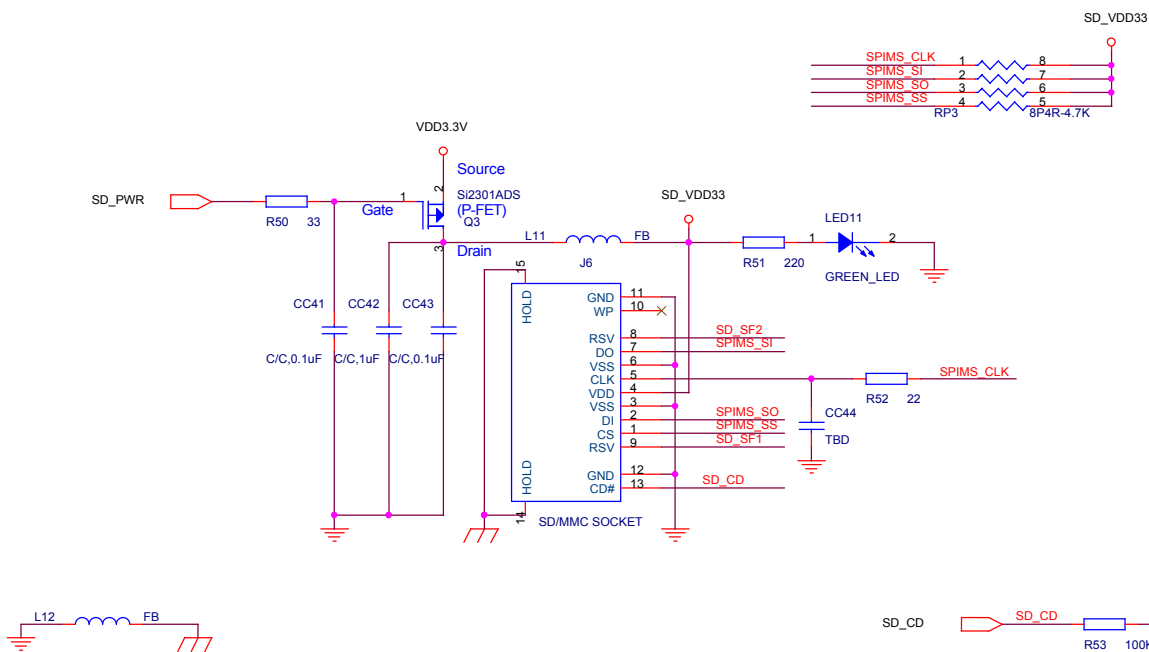 SD_VDD33
SPIMS_CLK 1 8
SPIMS_SI 2 7
SPIMS_SO 3 6
SPIMS_SS 4 5
RP3 8P4R-4.7K
VDD3.3V
2 Source
SD_PWR 1 Si2301ADS
Gate (P-FET)
R50 33 Q3
3 Drain
SD_VDD33
L11 FB
LED11
1 2
R51 220
GREEN_LED
J6
15
HOLD
GND 11
WP 10
RSV 8 SD_SF2
DO 7 SPIMS_SI
VSS 6
CLK 5
VDD 4
VSS 3
DI 2 SPIMS_SO
CS 1 SPIMS_SS
RSV 9 SD_SF1
GND 12
CD# 13 SD_CD
HOLD
14
SD/MMC SOCKET
CC41 CC42 CC43
C/C,0.1uF C/C,1uF C/C,0.1uF
SPIMS_CLK
R52 22
CC44
TBD
L12 FB
SD_CD SD_CD
R53 100K